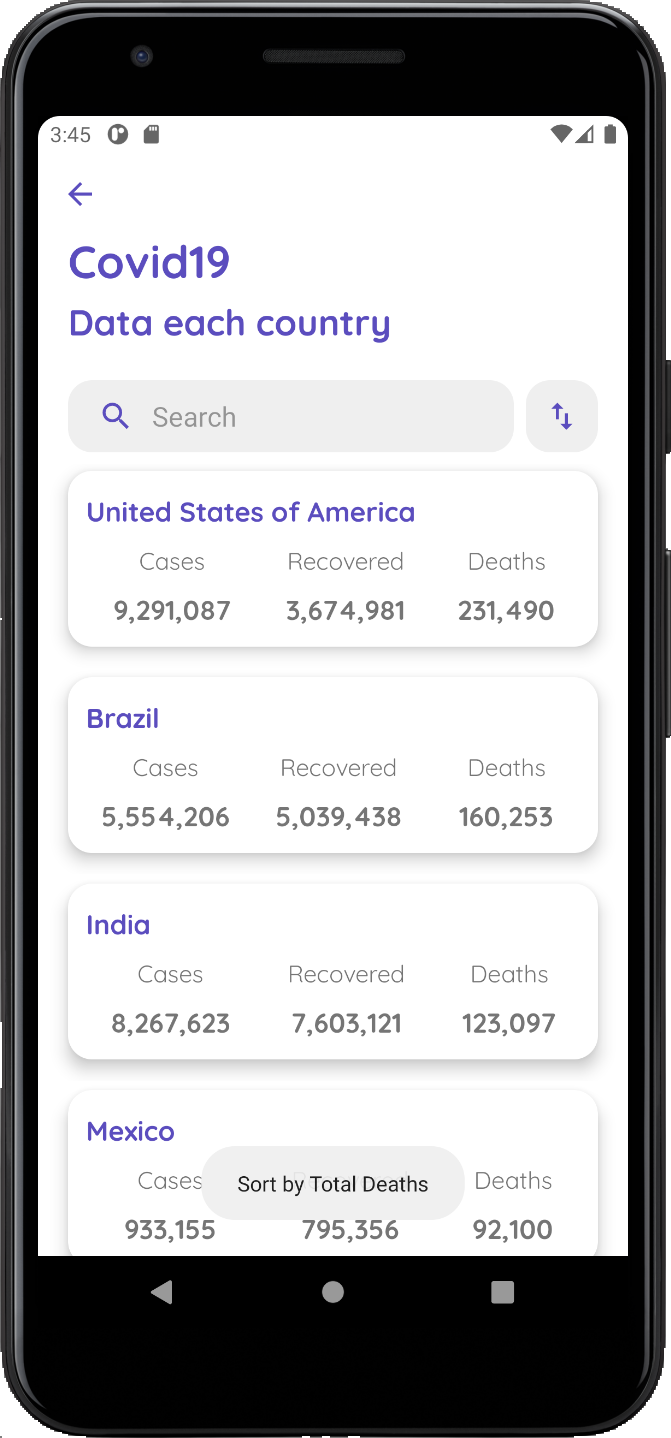 3:45
Covid19
Data each country
Search
United States of America
Cases Recovered Deaths
9,291,087 3,674,981 231,490
Brazil
Cases Recovered Deaths
5,554,206 5,039,438 160,253
India
Cases Recovered Deaths
8,267,623 7,603,121 123,097
Mexico
Cases Deaths
Sort by Total Deaths
933,155 795,356 92,100